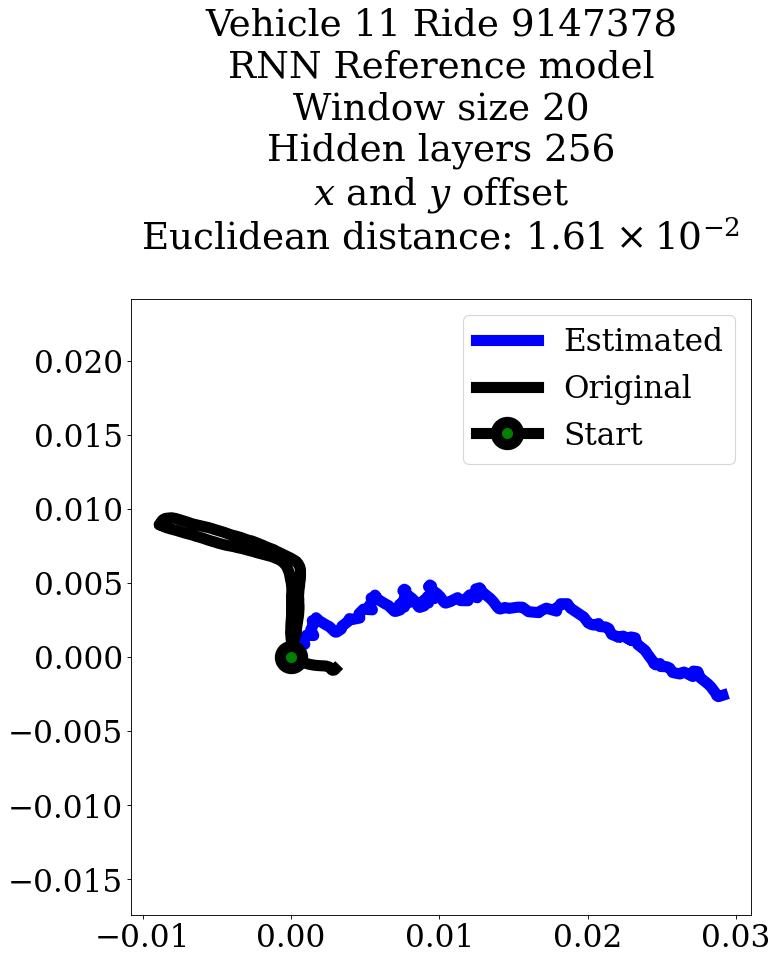 Vehicle 11 Ride 9147378
RNN Reference model
Window size 20
Hidden layers 256
x and y offset
Euclidean distance: 1.61 × 10⁻²
Estimated
Original
Start
0.020
0.015
0.010
0.005
0.000
−0.005
−0.010
−0.015
−0.01 0.00 0.01 0.02 0.03